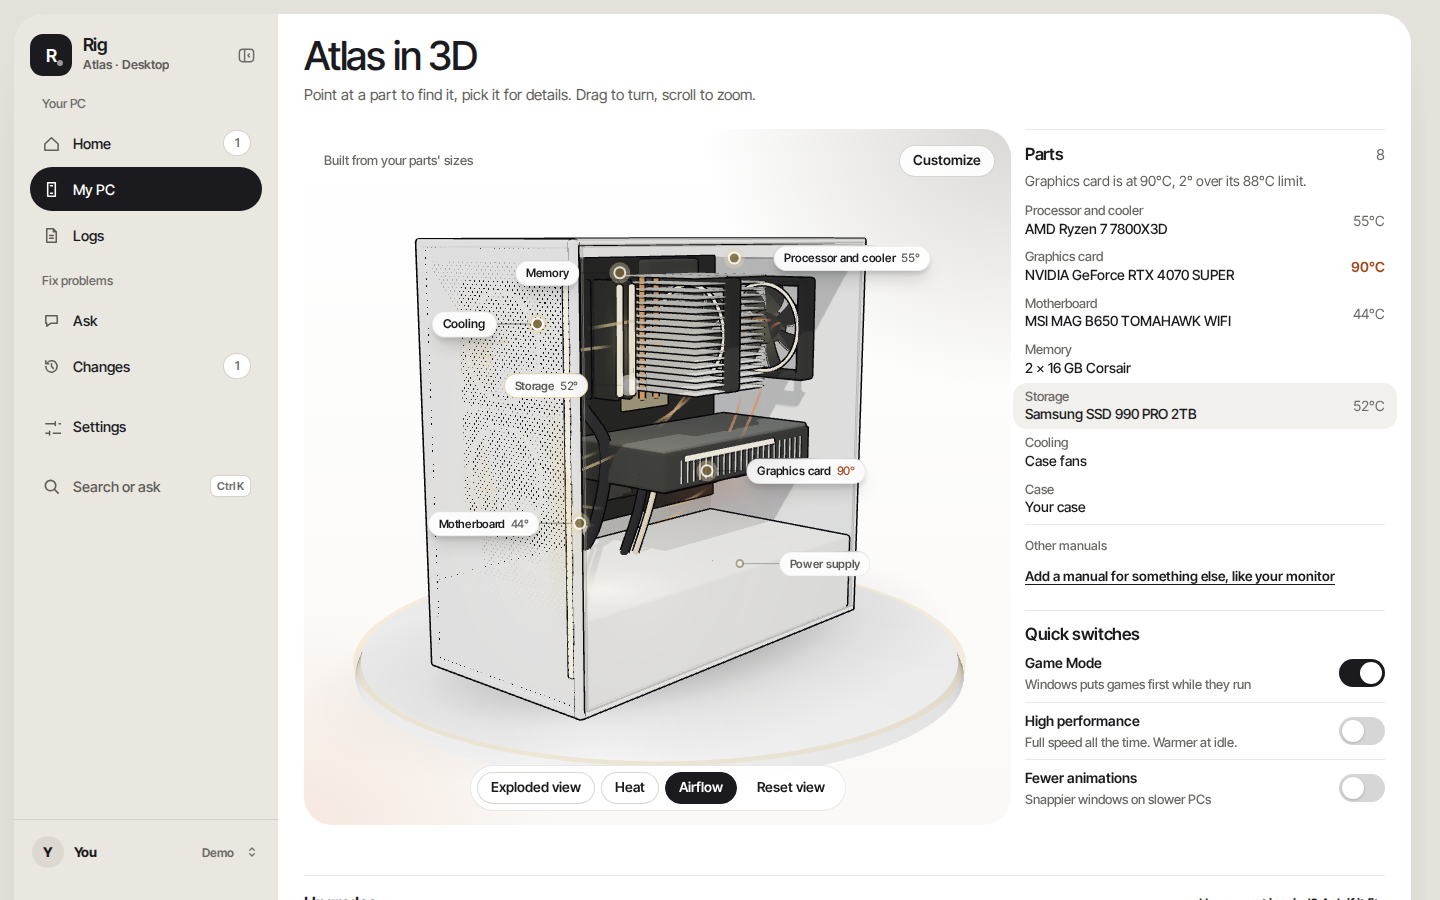 R
Rig
Atlas · Desktop
Your PC
Home
1
My PC
Logs
Fix problems
Ask
Changes
1
Settings
Search or ask
Ctrl K
Y
You
Demo
Atlas in 3D
Point at a part to find it, pick it for details. Drag to turn, scroll to zoom.
Built from your parts' sizes
Customize
Memory
Processor and cooler 55°
Cooling
Storage 52°
Graphics card 90°
Motherboard 44°
Power supply
Exploded view
Heat
Airflow
Reset view
Parts
8
Graphics card is at 90°C, 2° over its 88°C limit.
Processor and cooler
AMD Ryzen 7 7800X3D
55°C
Graphics card
NVIDIA GeForce RTX 4070 SUPER
90°C
Motherboard
MSI MAG B650 TOMAHAWK WIFI
44°C
Memory
2 × 16 GB Corsair
Storage
Samsung SSD 990 PRO 2TB
52°C
Cooling
Case fans
Case
Your case
Other manuals
Add a manual for something else, like your monitor
Quick switches
Game Mode
Windows puts games first while they run
High performance
Full speed all the time. Warmer at idle.
Fewer animations
Snappier windows on slower PCs